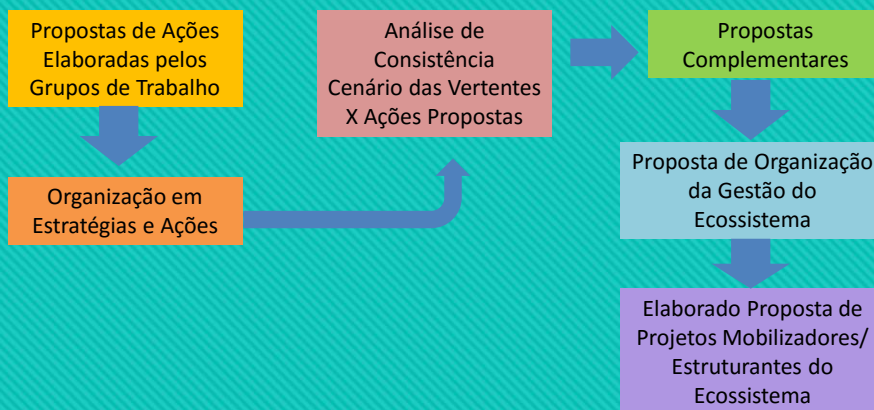 Propostas de Ações
Elaboradas pelos
Grupos de Trabalho
Organização em
Estratégias e Ações
Análise de
Consistência
Cenário das Vertentes
X Ações Propostas
Propostas
Complementares
Proposta de Organização
da Gestão do
Ecossistema
Elaborado Proposta de
Projetos Mobilizadores/
Estruturantes do
Ecossistema